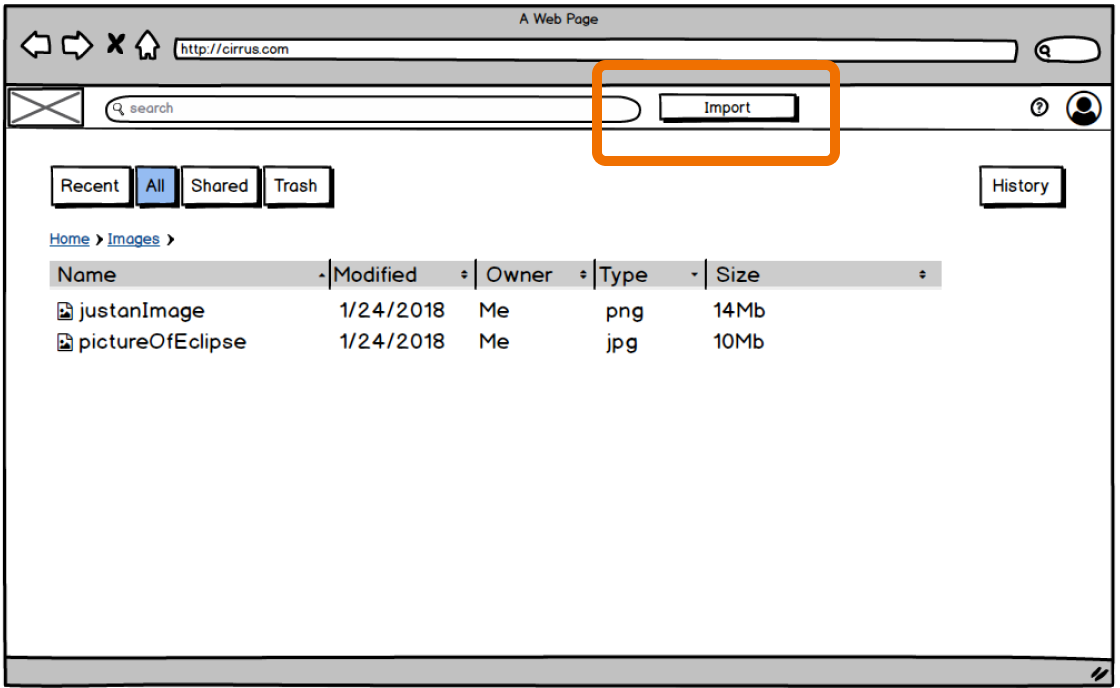 A Web Page
http://cirrus.com
search
Import
?
Recent All Shared Trash
History
Home Images
Name Modified Owner Type Size
justanImage 1/24/2018 Me png 14Mb
pictureOfEclipse 1/24/2018 Me jpg 10Mb